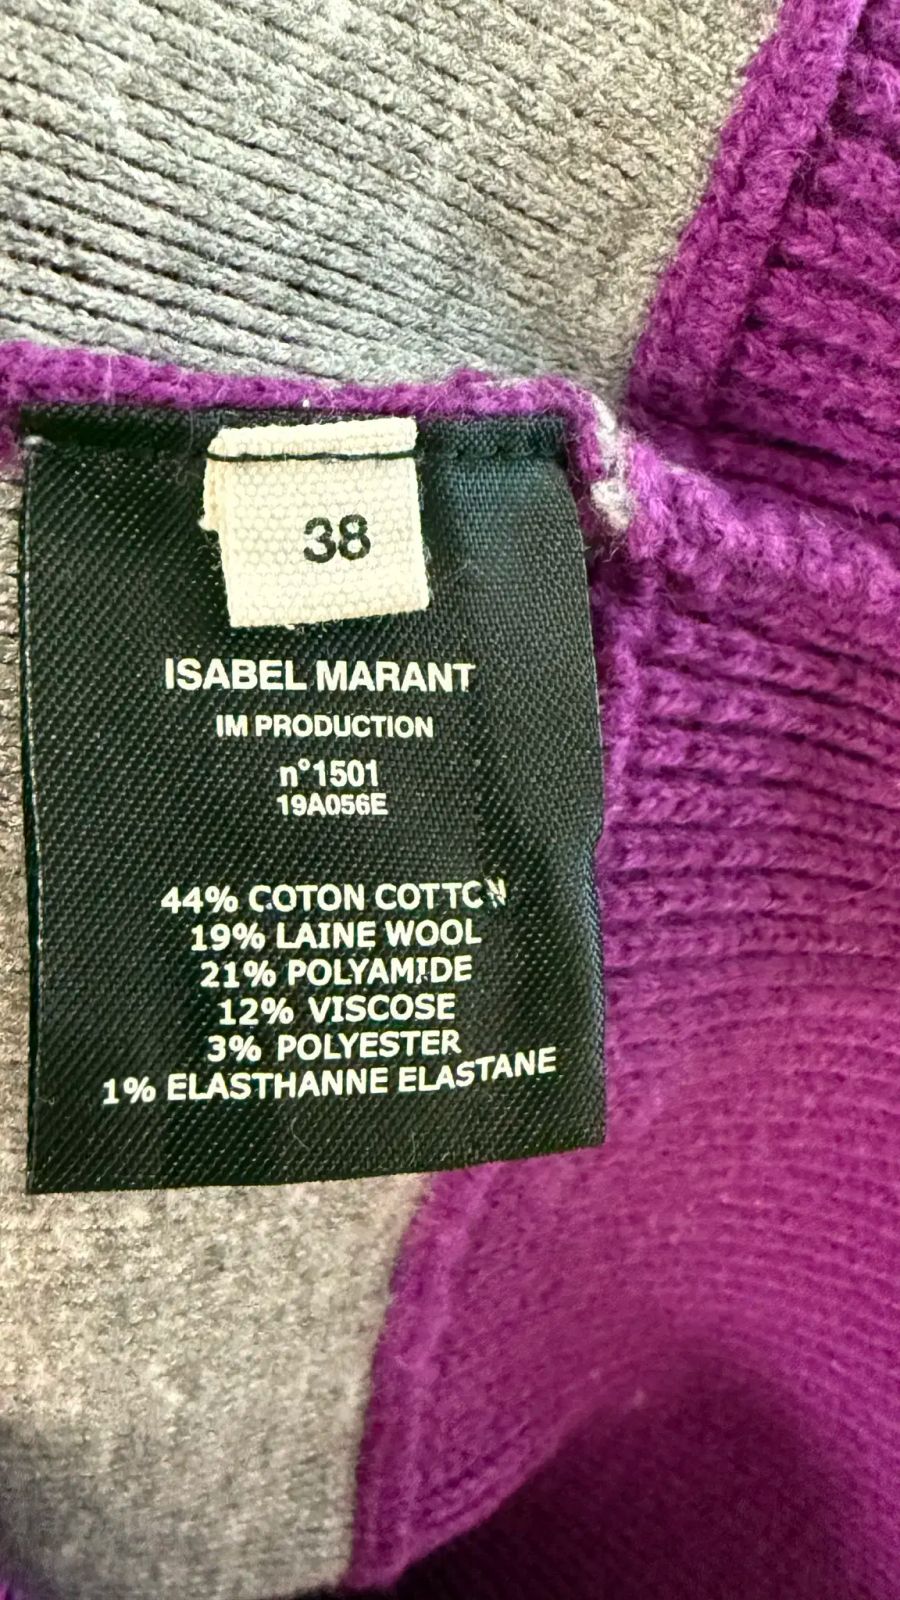 38
ISABEL MARANT
IM PRODUCTION
n°1501
19A056E
44% COTON COTTON
19% LAINE WOOL
21% POLYAMIDE
12% VISCOSE
3% POLYESTER
1% ELASTHANNE ELASTANE